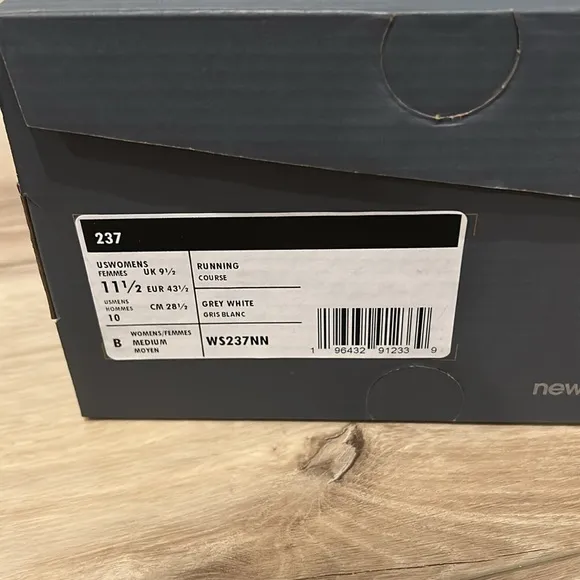 237
USWOMENS
FEMMES UK 9½
11½ EUR 43½
USMENS
HOMMES CM 28½
10
B WOMENS/FEMMES
MEDIUM
MOYEN
RUNNING
COURSE
GREY WHITE
GRIS BLANC
WS237NN
1 96432 91233 9
new